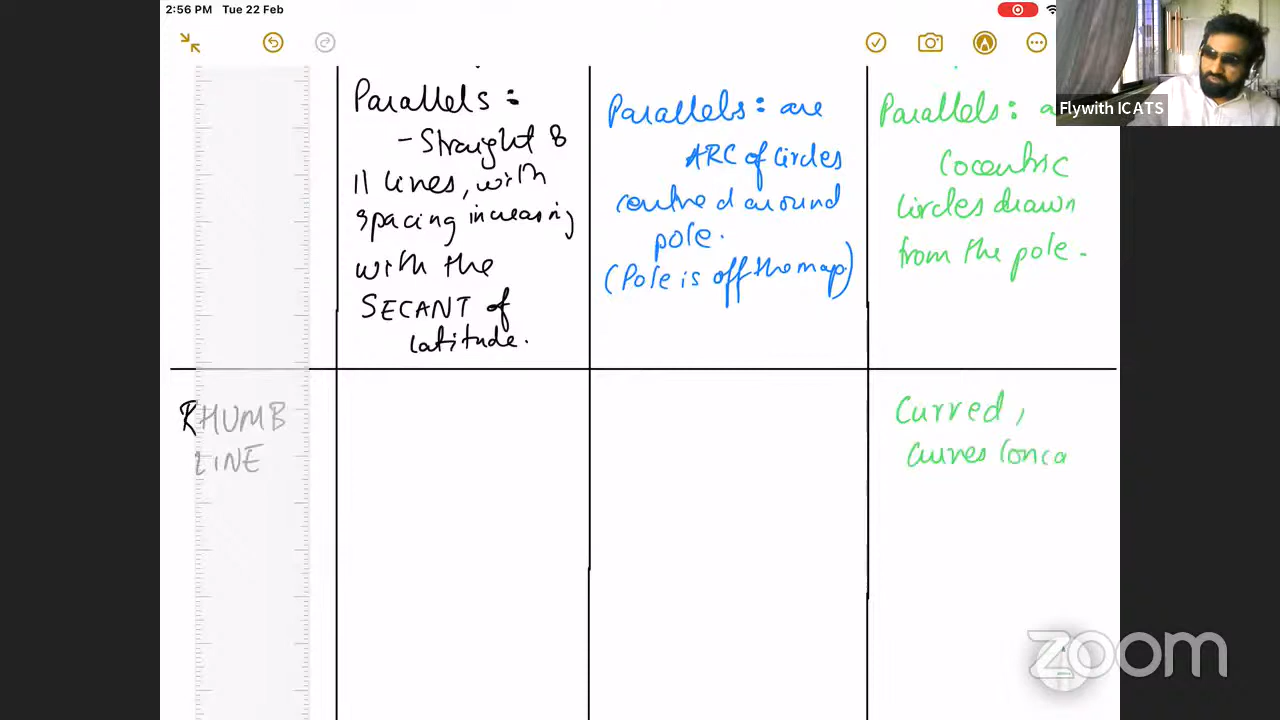 2:56 PM Tue 22 Feb
Flywith ICATS
Parallels :
- Straight &
11 lines with
spacing increasing
with the
SECANT of
latitude.
Parallels : are
ARC of Circles
centred around
pole.
(Pole is off the map)
Parallels : a
Cocentric
Circles drawn
from the pole.
RHUMB
LINE
Curved,
Curves Conca
zoom